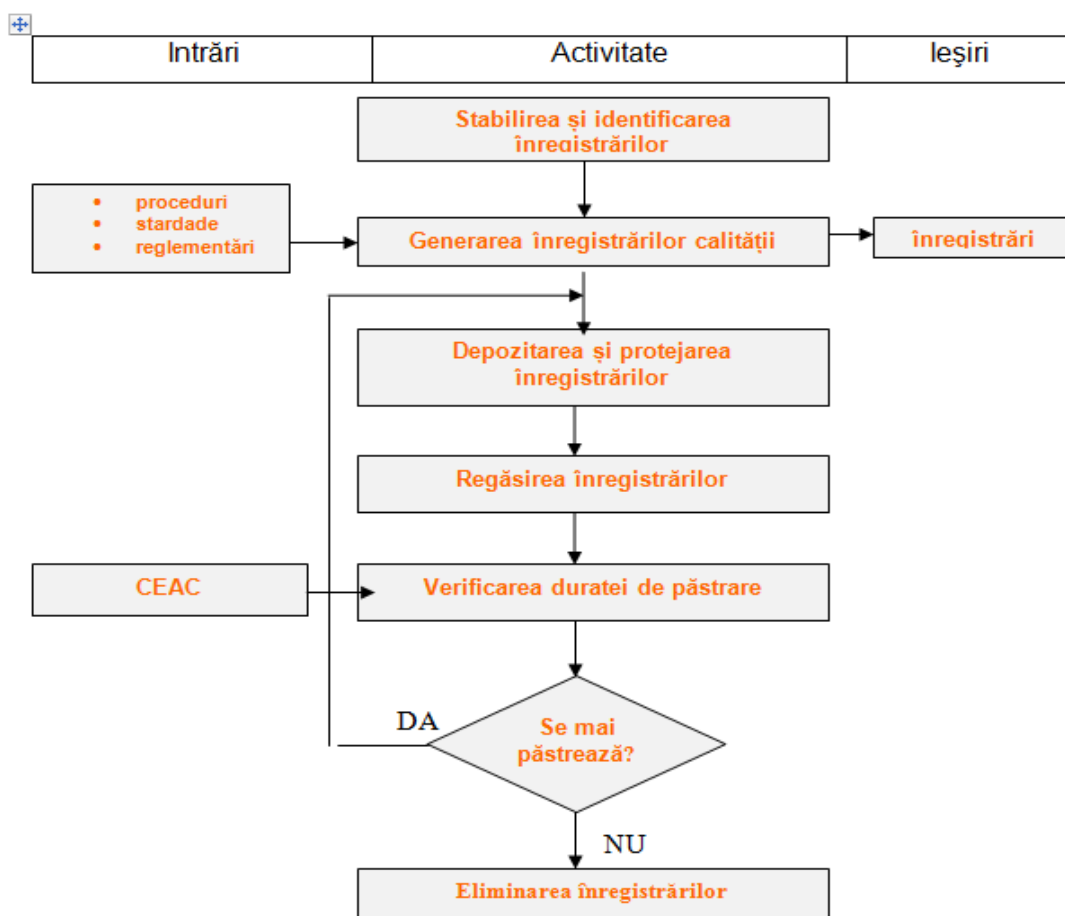 Intrări
Activitate
Ieşiri
Stabilirea și identificarea
înregistrărilor
• proceduri
• stardade
• reglementări
Generarea înregistrărilor calității
înregistrări
Depozitarea și protejarea
înregistrărilor
Regăsirea înregistrărilor
CEAC
Verificarea duratei de păstrare
DA
Se mai
păstrează?
NU
Eliminarea înregistrărilor